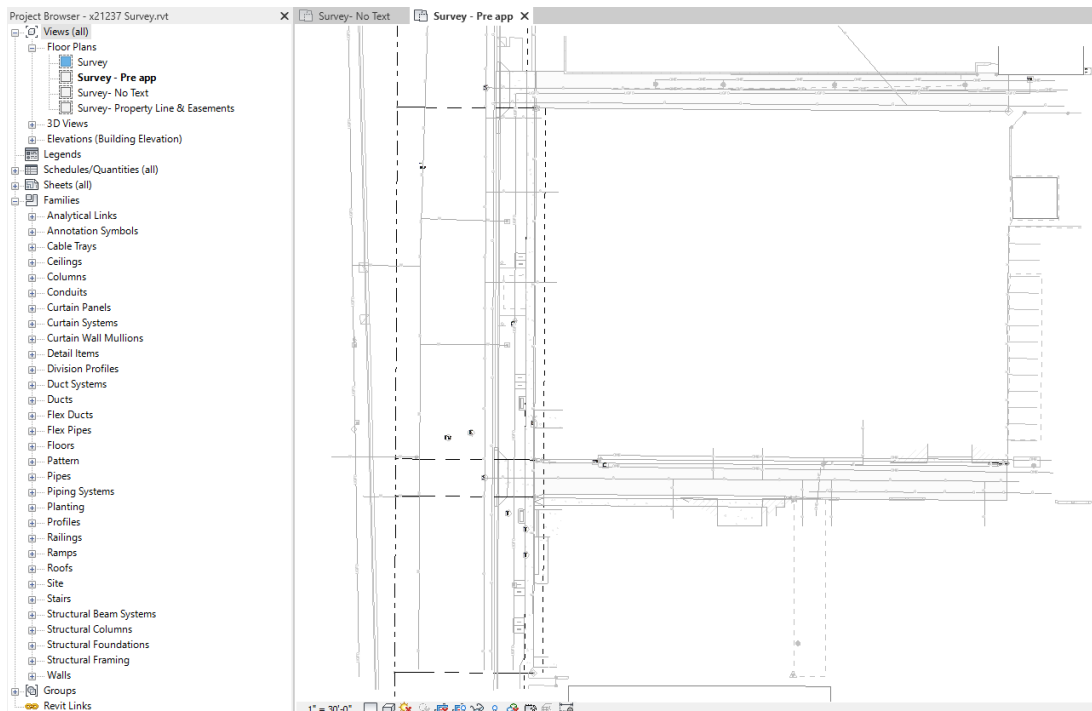 Project Browser - x21237 Survey.rvt
Survey- No Text
Survey - Pre app
Views (all)
Floor Plans
Survey
Survey - Pre app
Survey- No Text
Survey- Property Line & Easements
3D Views
Elevations (Building Elevation)
Legends
Schedules/Quantities (all)
Sheets (all)
Families
Analytical Links
Annotation Symbols
Cable Trays
Ceilings
Columns
Conduits
Curtain Panels
Curtain Systems
Curtain Wall Mullions
Detail Items
Division Profiles
Duct Systems
Ducts
Flex Ducts
Flex Pipes
Floors
Pattern
Pipes
Piping Systems
Planting
Profiles
Railings
Ramps
Roofs
Site
Stairs
Structural Beam Systems
Structural Columns
Structural Foundations
Structural Framing
Walls
Groups
Revit Links
1" = 30'-0"